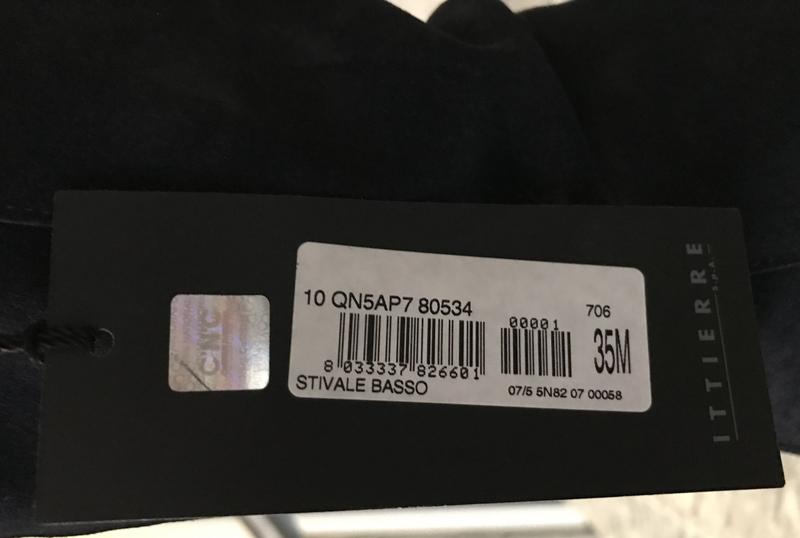 10 QN5AP7 80534
706
00001
35M
8 033337 826601
STIVALE BASSO
07/5 5N82 07 00058
C'N'C
ITTIERRE
S.P.A.